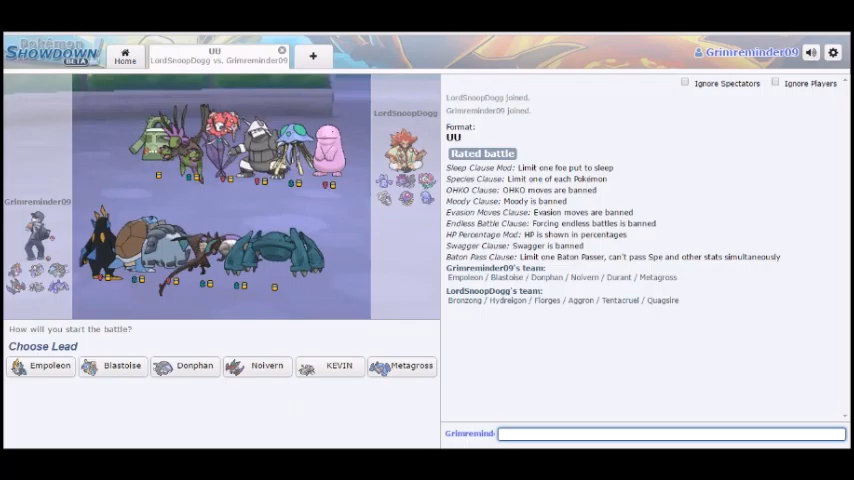 Pokémon
SHOWDOWN
BETA
Home
UU
LordSnoopDogg vs. Grimreminder09
+
Grimreminder09
LordSnoopDogg
Grimreminder09
How will you start the battle?
Choose Lead
Empoleon
Blastoise
Donphan
Noivern
KEVIN
Metagross
Ignore Spectators
Ignore Players
LordSnoopDogg joined.
Grimreminder09 joined.
Format:
UU
Rated battle
Sleep Clause Mod: Limit one foe put to sleep
Species Clause: Limit one of each Pokémon
OHKO Clause: OHKO moves are banned
Moody Clause: Moody is banned
Evasion Moves Clause: Evasion moves are banned
Endless Battle Clause: Forcing endless battles is banned
HP Percentage Mod: HP is shown in percentages
Swagger Clause: Swagger is banned
Baton Pass Clause: Limit one Baton Passer, can't pass Spe and other stats simultaneously
Grimreminder09's team:
Empoleon / Blastoise / Donphan / Noivern / Durant / Metagross
LordSnoopDogg's team:
Bronzong / Hydreigon / Florges / Aggron / Tentacruel / Quagsire
Grimremind